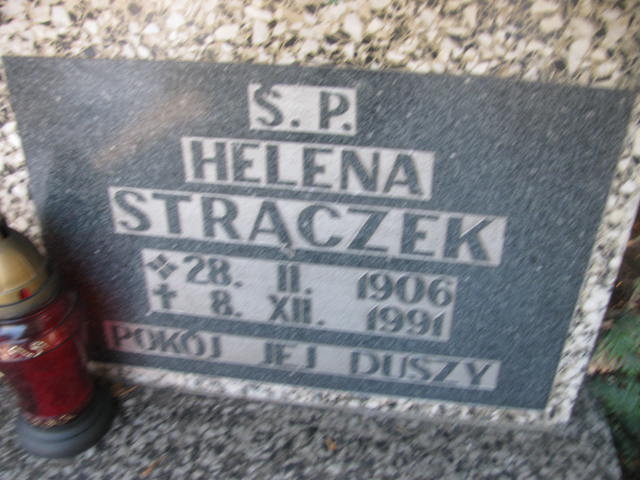 Ś. P.
HELENA
STRĄCZEK
28. II. 1906
✝ 8. XII. 1991
POKÓJ JEJ DUSZY